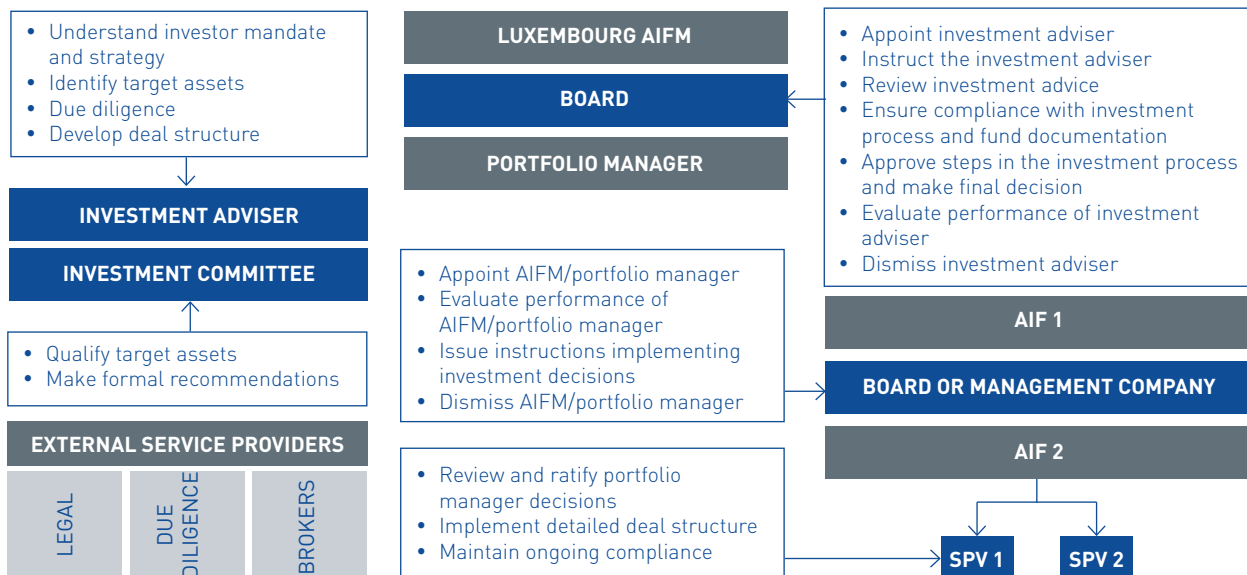 • Understand investor mandate
and strategy
• Identify target assets
• Due diligence
• Develop deal structure
INVESTMENT ADVISER
INVESTMENT COMMITTEE
• Qualify target assets
• Make formal recommendations
EXTERNAL SERVICE PROVIDERS
LEGAL
DUE
DILIGENCE
BROKERS
LUXEMBOURG AIFM
BOARD
PORTFOLIO MANAGER
• Appoint AIFM/portfolio manager
• Evaluate performance of
AIFM/portfolio manager
• Issue instructions implementing
investment decisions
• Dismiss AIFM/portfolio manager
• Review and ratify portfolio
manager decisions
• Implement detailed deal structure
• Maintain ongoing compliance
• Appoint investment adviser
• Instruct the investment adviser
• Review investment advice
• Ensure compliance with investment
process and fund documentation
• Approve steps in the investment process
and make final decision
• Evaluate performance of investment
adviser
• Dismiss investment adviser
AIF 1
BOARD OR MANAGEMENT COMPANY
AIF 2
SPV 1
SPV 2